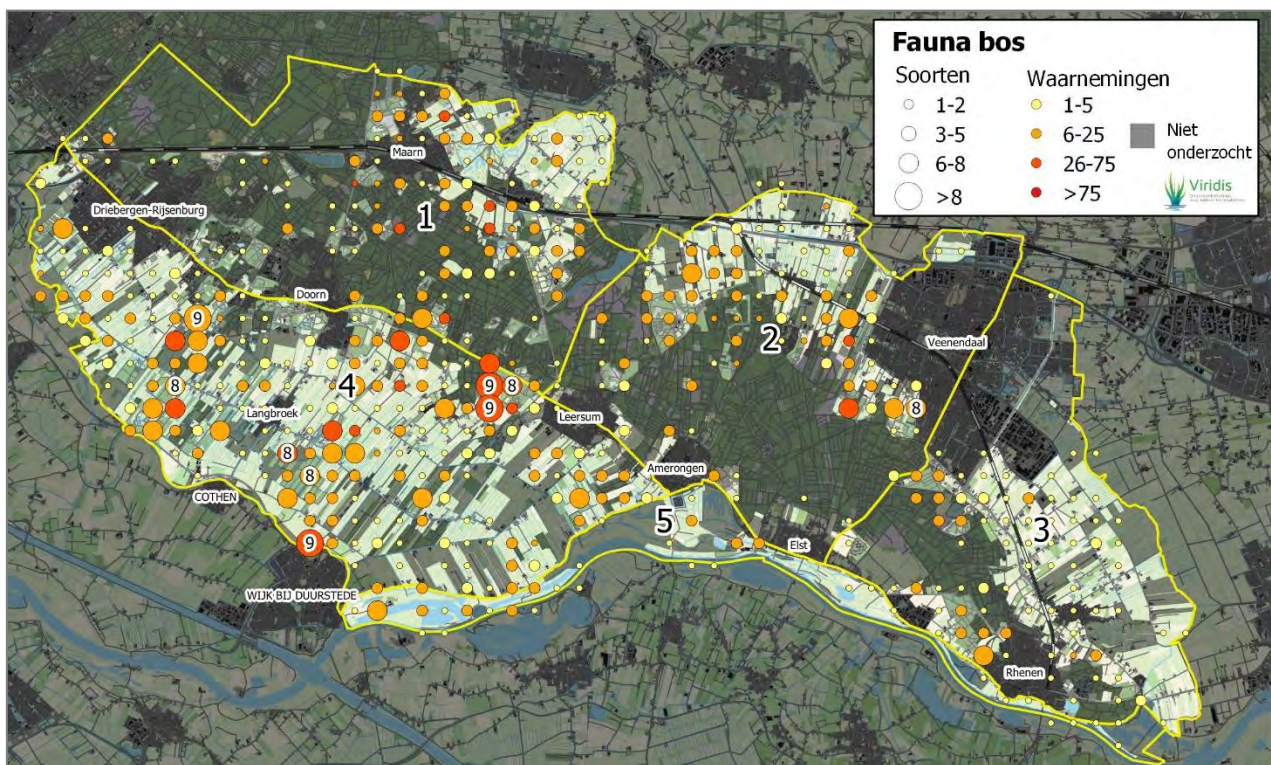 Fauna bos
Soorten
1-2
3-5
6-8
>8
Waarnemingen
1-5
6-25
26-75
>75
Niet
onderzocht
Viridis
Maarn
Driebergen-Rijsenburg
1
Doorn
9
2
Veenendaal
8
4
9
8
Langbroek
9
Leersum
8
8
8
Amerongen
COTHEN
5
3
9
Elst
WIJK BIJ DUURSTEDE
Rhenen